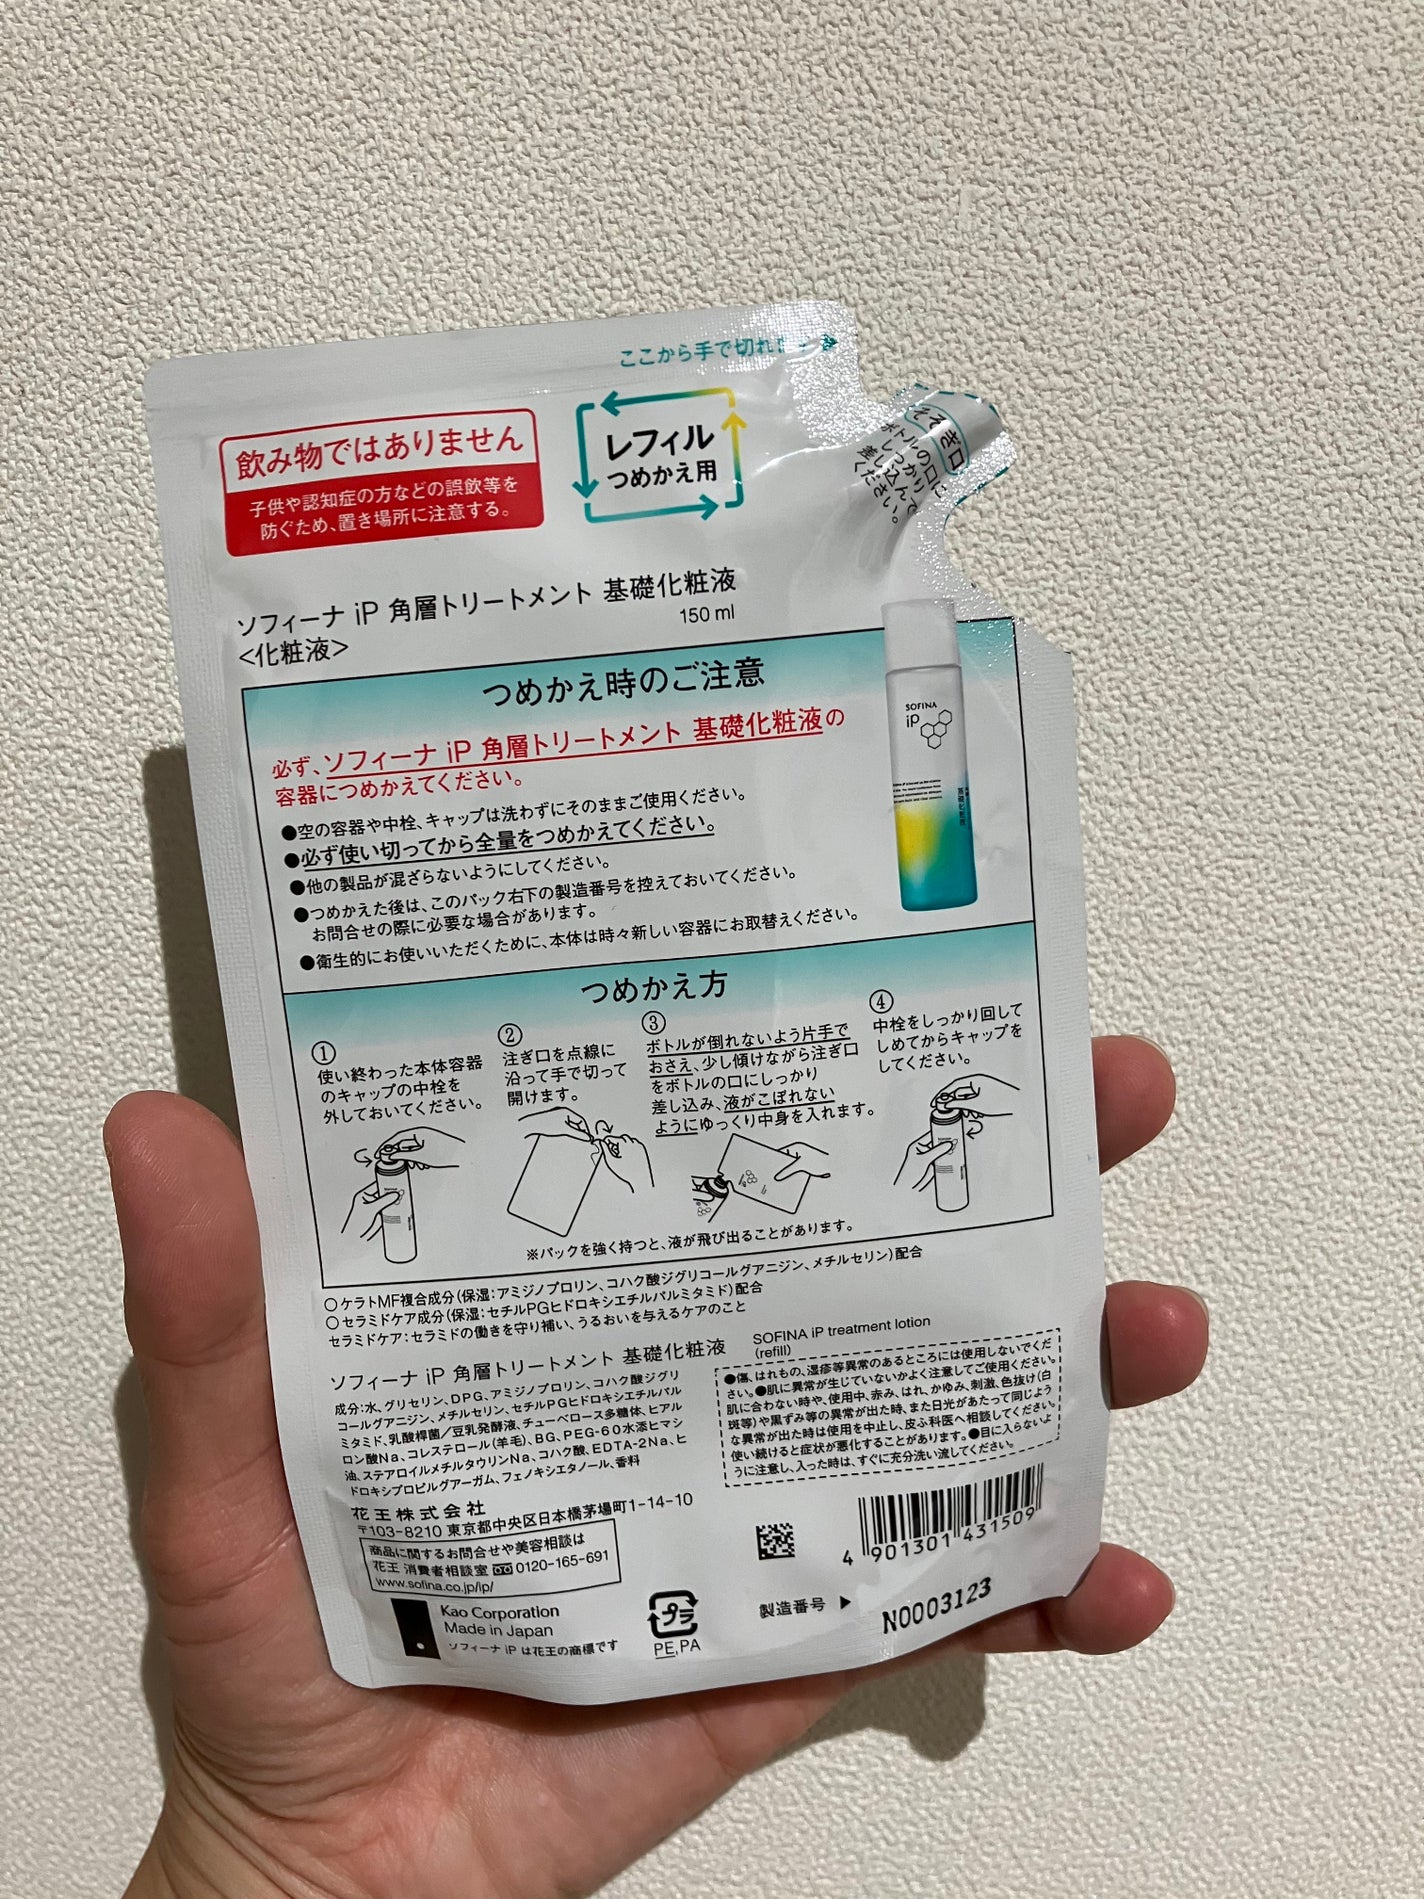 ここから手で切れ
飲み物ではありません
子供や認知症の方などの誤飲等を
防ぐため、置き場所に注意する。
レフィル
つめかえ用
そそぎ口
ボトルの口に
しっかり
差し込んで
ください。
ソフィーナ iP 角層トリートメント 基礎化粧液
150 ml
<化粧液>
つめかえ時のご注意
必ず、ソフィーナ iP 角層トリートメント 基礎化粧液の
容器につめかえてください。
●空の容器や中栓、キャップは洗わずにそのままご使用ください。
●必ず使い切ってから全量をつめかえてください。
●他の製品が混ざらないようにしてください。
●つめかえた後は、このパック右下の製造番号を控えておいてください。
お問合せの際に必要な場合があります。
●衛生的にお使いいただくために、本体は時々新しい容器にお取替えください。
SOFINA
iP
基礎化粧液
つめかえ方
①
使い終わった本体容器
のキャップの中栓を
外しておいてください。
②
注ぎ口を点線に
沿って手で切って
開けます。
③
ボトルが倒れないよう片手で
おさえ、少し傾けながら注ぎ口
をボトルの口にしっかり
差し込み、液がこぼれない
ようにゆっくり中身を入れます。
④
中栓をしっかり回して
しめてからキャップを
してください。
※パックを強く持つと、液が飛び出ることがあります。
○ケラトMF複合成分(保湿:アミジノプロリン、コハク酸ジグリコールグアニジン、メチルセリン)配合
○セラミドケア成分(保湿:セチルPGヒドロキシエチルパルミタミド)配合
セラミドケア:セラミドの働きを守り補い、うるおいを与えるケアのこと
ソフィーナ iP 角層トリートメント 基礎化粧液
SOFINA iP treatment lotion
(refill)
成分:水、グリセリン、DPG、アミジノプロリン、コハク酸ジグリ
コールグアニジン、メチルセリン、セチルPGヒドロキシエチルパル
ミタミド、乳酸桿菌/豆乳発酵液、チューベロース多糖体、ヒアル
ロン酸Na、コレステロール(羊毛)、BG、PEG-60水添ヒマシ
油、ステアロイルメチルタウリンNa、コハク酸、EDTA-2Na、ヒ
ドロキシプロピルグアーガム、フェノキシエタノール、香料
●傷、はれもの、湿疹等異常のあるところには使用しないでくだ
さい。●肌に異常が生じていないかよく注意してご使用ください。
肌に合わない時や、使用中、赤み、はれ、かゆみ、刺激、色抜け(白
斑等)や黒ずみ等の異常が出た時、また日光があたって同じよう
な異常が出た時は使用を中止し、皮ふ科医へ相談してください。
使い続けると症状が悪化することがあります。●目に入らないよ
うに注意し、入った時は、すぐに充分洗い流してください。
花王株式会社
〒103-8210 東京都中央区日本橋茅場町1-14-10
商品に関するお問合せや美容相談は
花王 消費者相談室 0120-165-691
www.sofina.co.jp/ip/
4 901301 431509
Kao Corporation
Made in Japan
ソフィーナ iP は花王の商標です
プラ
PE,PA
製造番号 ▶
N0003123